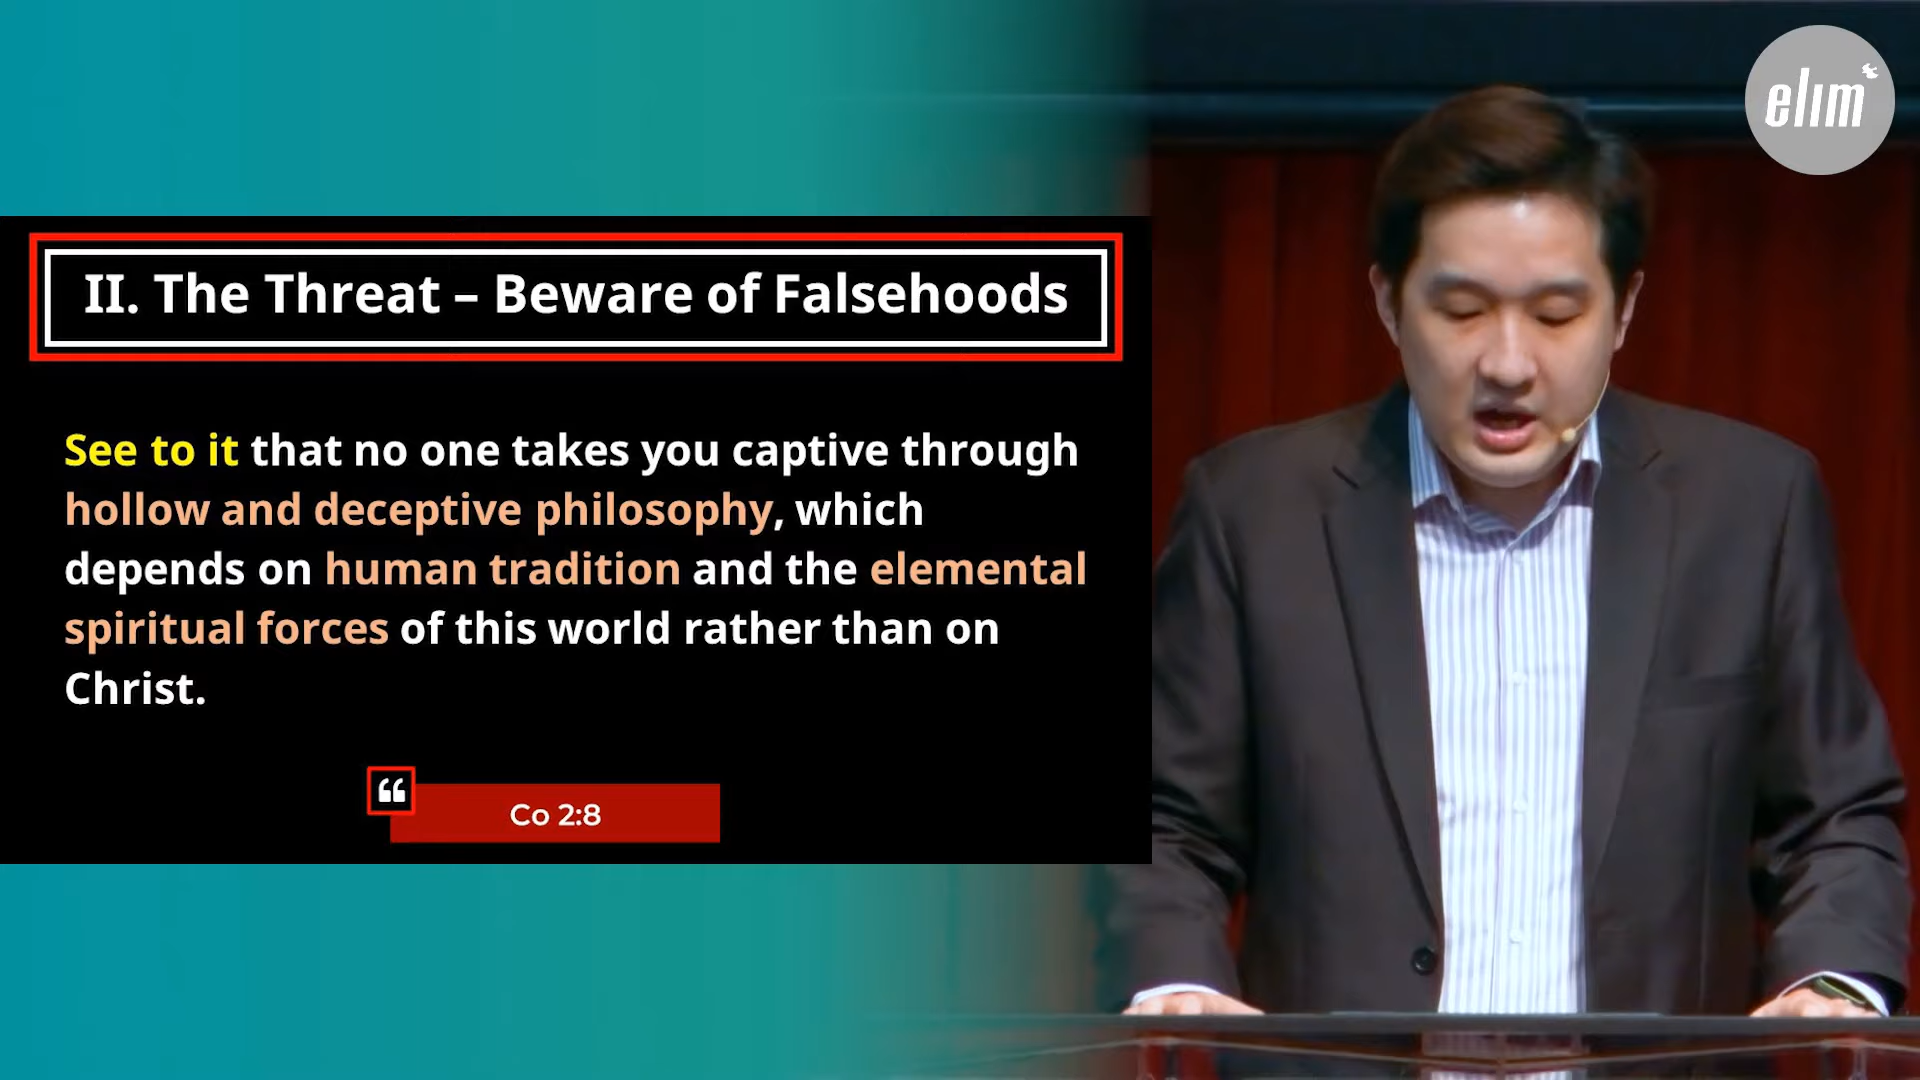 elim
II. The Threat – Beware of Falsehoods
See to it that no one takes you captive through
hollow and deceptive philosophy, which
depends on human tradition and the elemental
spiritual forces of this world rather than on
Christ.
“
Co 2:8